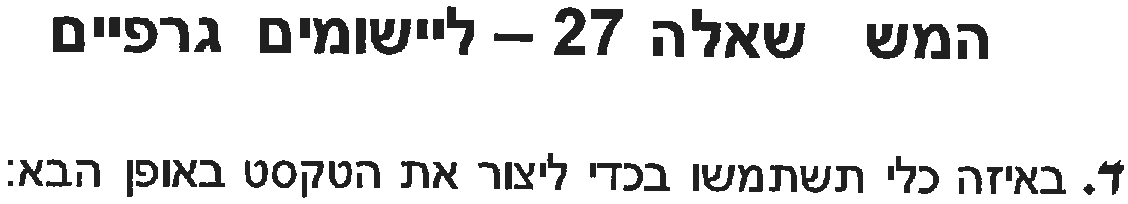 המש שאלה 27 – ליישומים גרפיים
ד. באיזה כלי תשתמשו בכדי ליצור את הטקסט באופן הבא: